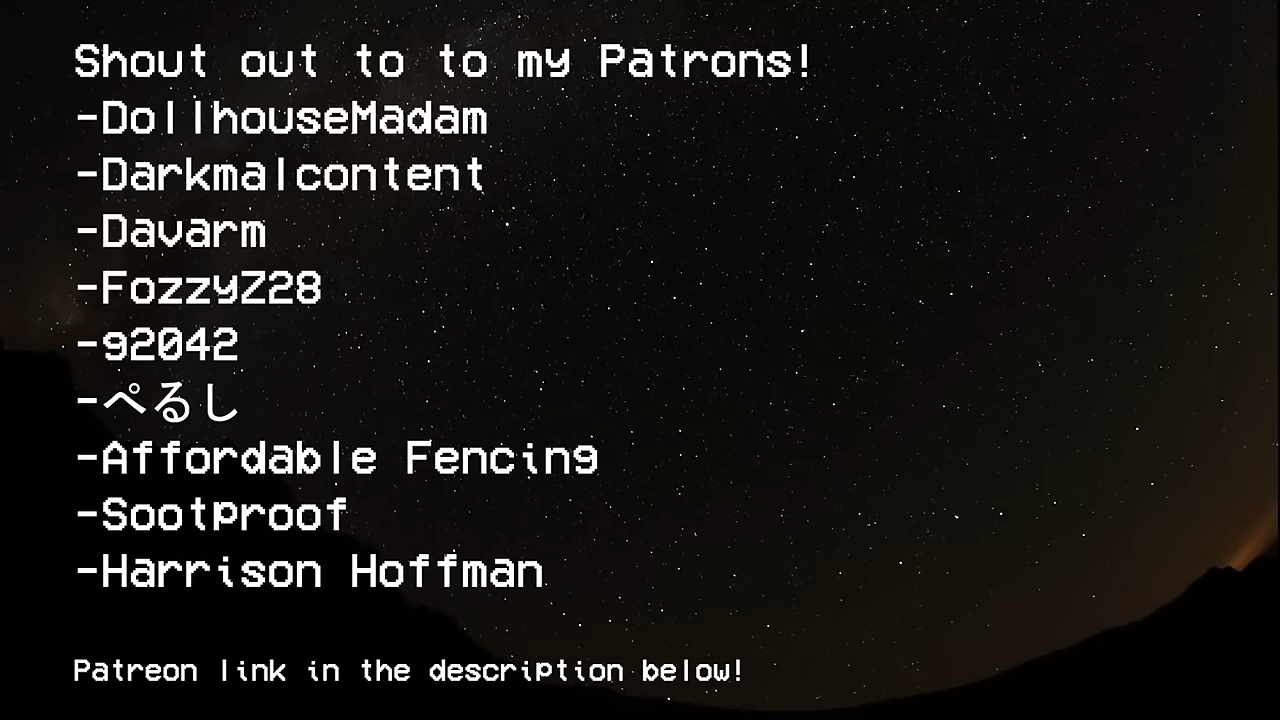 Shout out to to my Patrons!
-DollhouseMadam
-Darkmalcontent
-Davarm
-FozzyZ28
-g2042
-ぺるし
-Affordable Fencing
-Sootproof
-Harrison Hoffman
Patreon link in the description below!